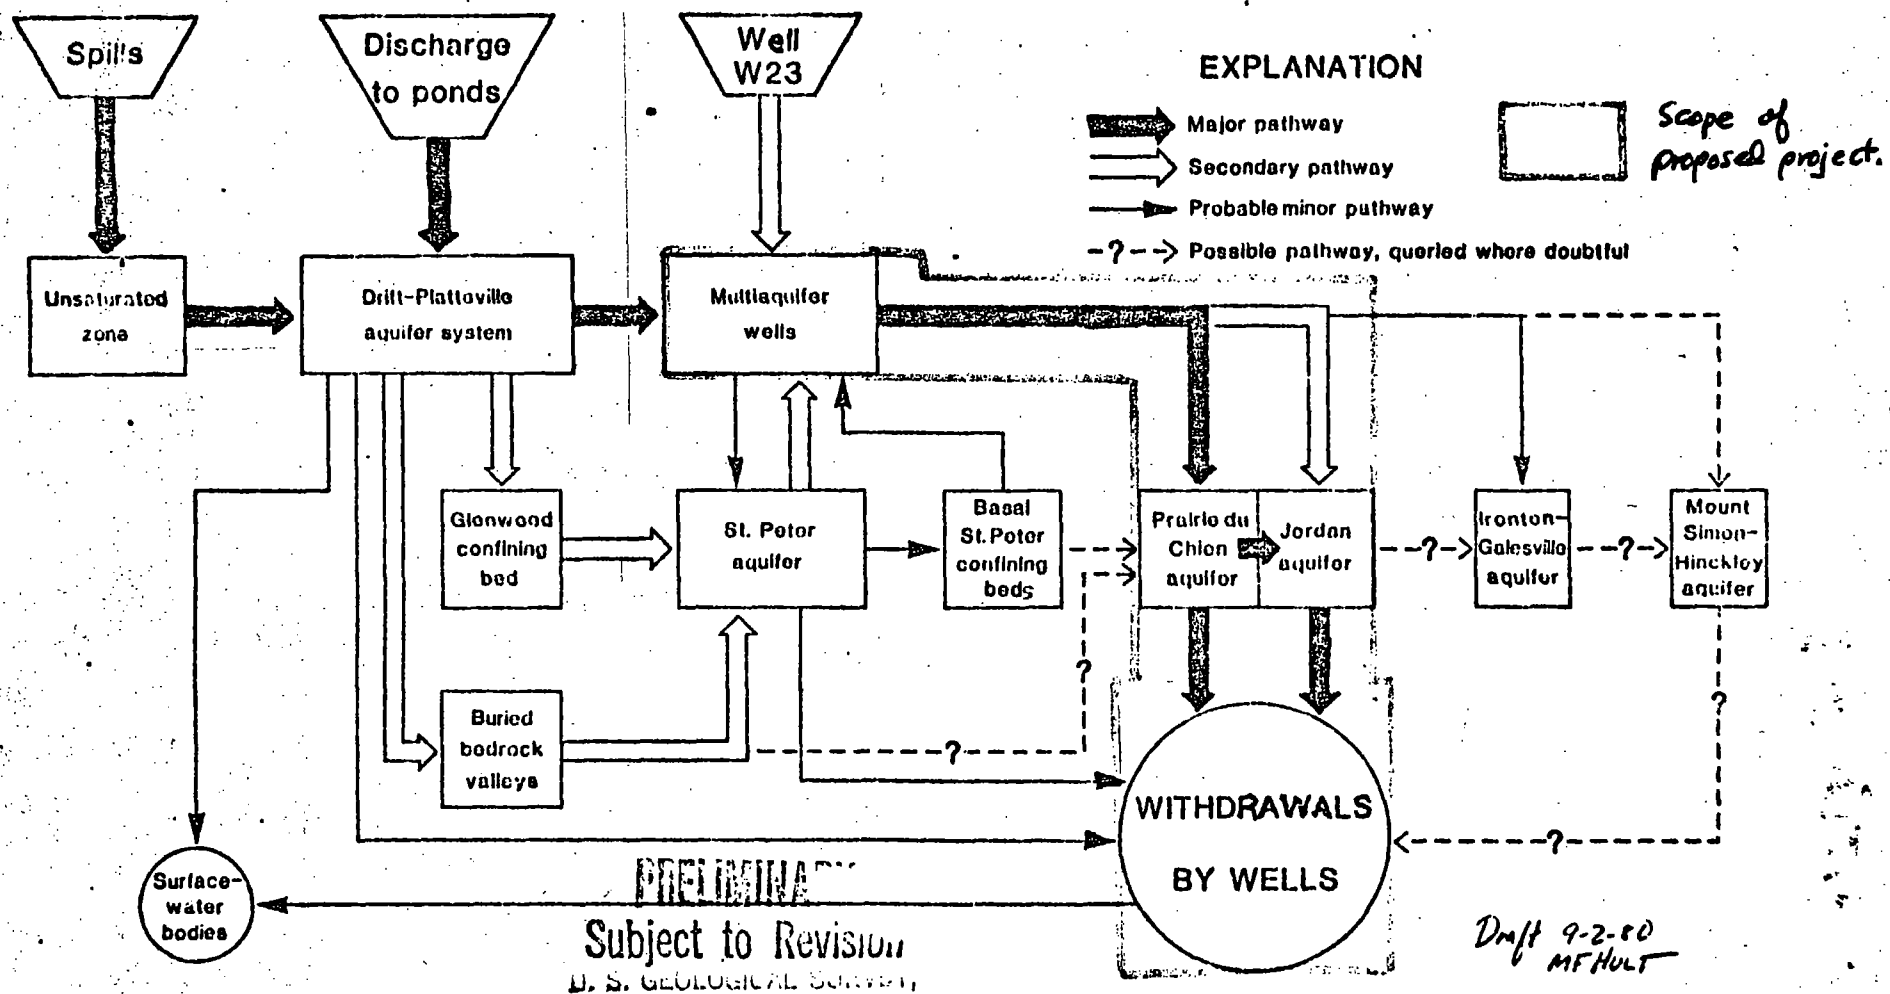 Spills
Discharge
to ponds
Well
W23
EXPLANATION
Major pathway
Secondary pathway
Probable minor pathway
-?--> Possible pathway, queried where doubtful
Scope of
proposed project.
Unsaturated
zone
Drift-Platteville
aquifer system
Multiaquifer
wells
Glenwood
confining
bed
St. Peter
aquifer
Basal
St. Peter
confining
beds
Prairie du
Chien
aquifer
Jordan
aquifer
?
Ironton-
Galesville
aquifer
?
Mount
Simon-
Hinckley
aquifer
?
?
Buried
bedrock
valleys
?
WITHDRAWALS
BY WELLS
?
Surface-
water
bodies
PRELIMINA
Subject to Revision
U. S. GEOLOGICAL SURVEY,
Draft 9-2-80
MF HULT